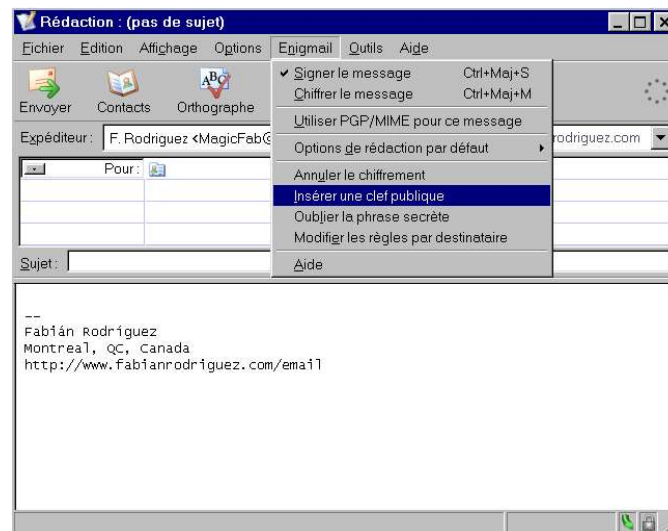 Rédaction : (pas de sujet)
Fichier Edition Affichage Options Enigmail Outils Aide
Envoyer Contacts Orthographe
Signer le message Ctrl+Maj+S
Chiffrer le message Ctrl+Maj+M
Utiliser PGP/MIME pour ce message
Options de rédaction par défaut
Annuler le chiffrement
Insérer une clef publique
Oublier la phrase secrète
Modifier les règles par destinataire
Aide
Expéditeur : F. Rodriguez <MagicFab@ rodriguez.com
Pour :
Sujet :
--
Fabián Rodríguez
Montreal, QC, Canada
http://www.fabianrodriguez.com/email